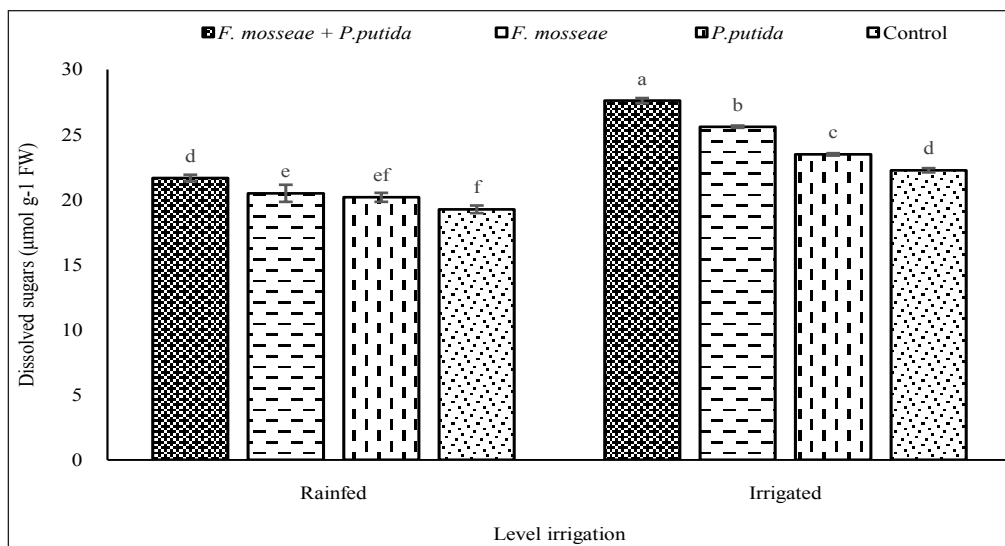 F. mosseae + P.putida F. mosseae P.putida Control
Dissolved sugars (µmol g-1 FW)
30
25
20
15
10
5
0
d e ef f a b c d
Rainfed Irrigated
Level irrigation